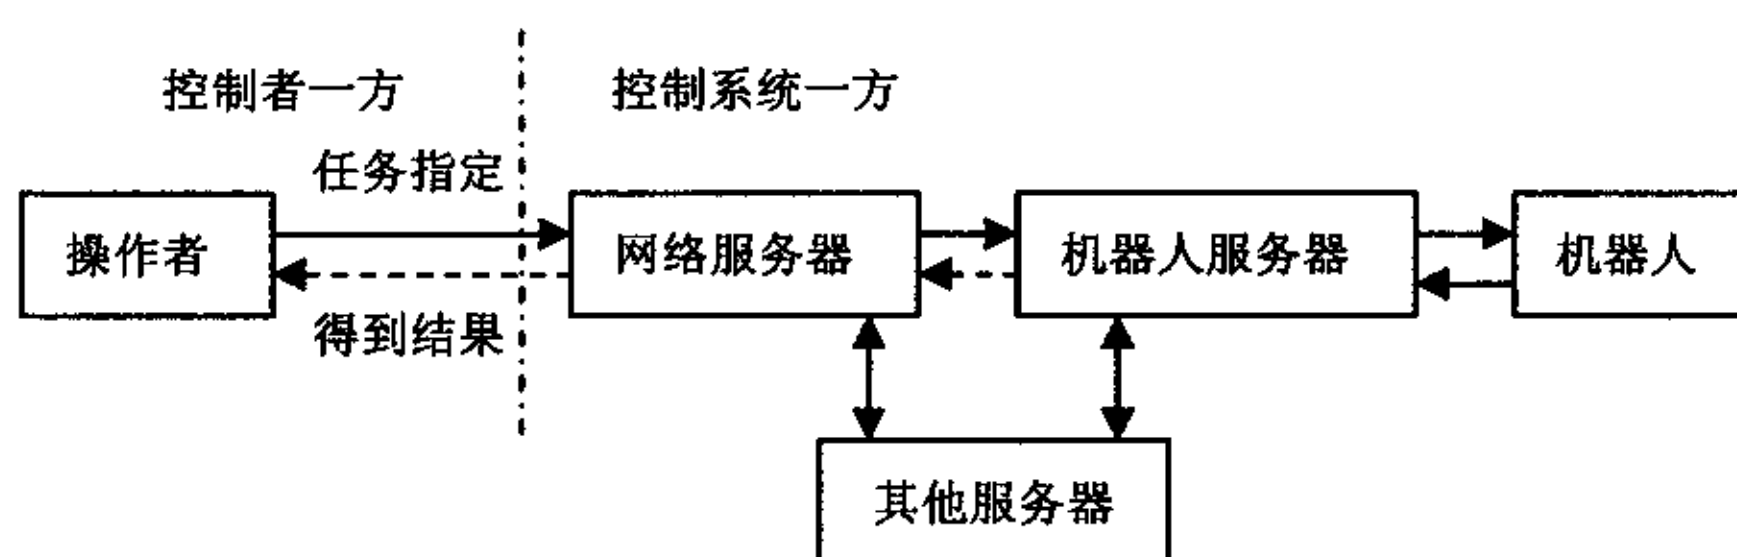 控制者一方
控制系统一方
任务指定
操作者
网络服务器
机器人服务器
机器人
得到结果
其他服务器